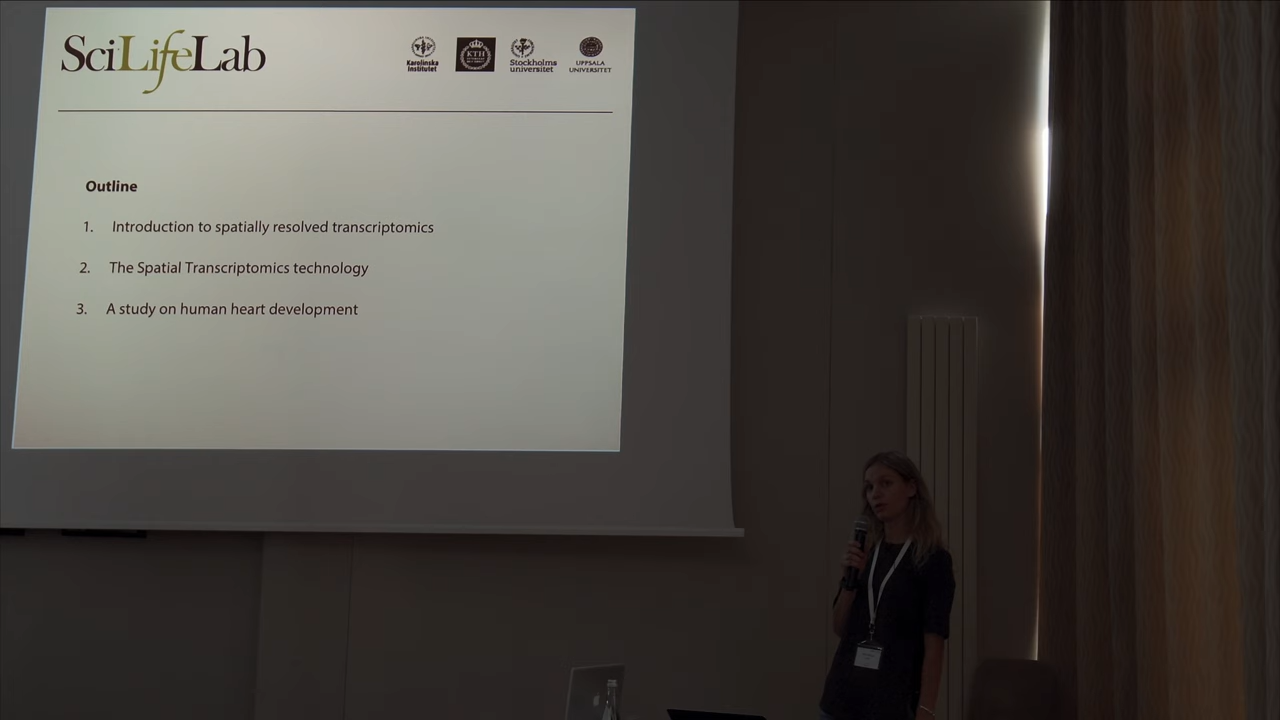 SciLifeLab
Karolinska
Institutet
KTH
Stockholms
universitet
UPPSALA
UNIVERSITET
Outline
1. Introduction to spatially resolved transcriptomics
2. The Spatial Transcriptomics technology
3. A study on human heart development